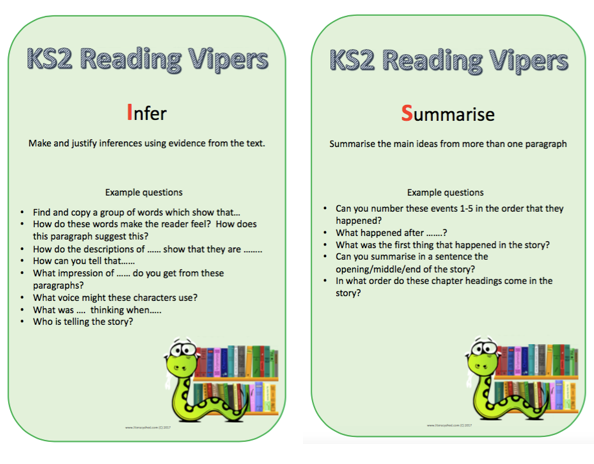 KS2 Reading Vipers
Infer
Make and justify inferences using evidence from the text.
Example questions
• Find and copy a group of words which show that…
• How do these words make the reader feel?  How does
this paragraph suggest this?
• How do the descriptions of …… show that they are ……..
• How can you tell that……
• What impression of …… do you get from these
paragraphs?
• What voice might these characters use?
• What was …. thinking when…..
• Who is telling the story?
KS2 Reading Vipers
Summarise
Summarise the main ideas from more than one paragraph
Example questions
• Can you number these events 1-5 in the order that they
happened?
• What happened after …….?
• What was the first thing that happened in the story?
• Can you summarise in a sentence the
opening/middle/end of the story?
• In what order do these chapter headings come in the
story?